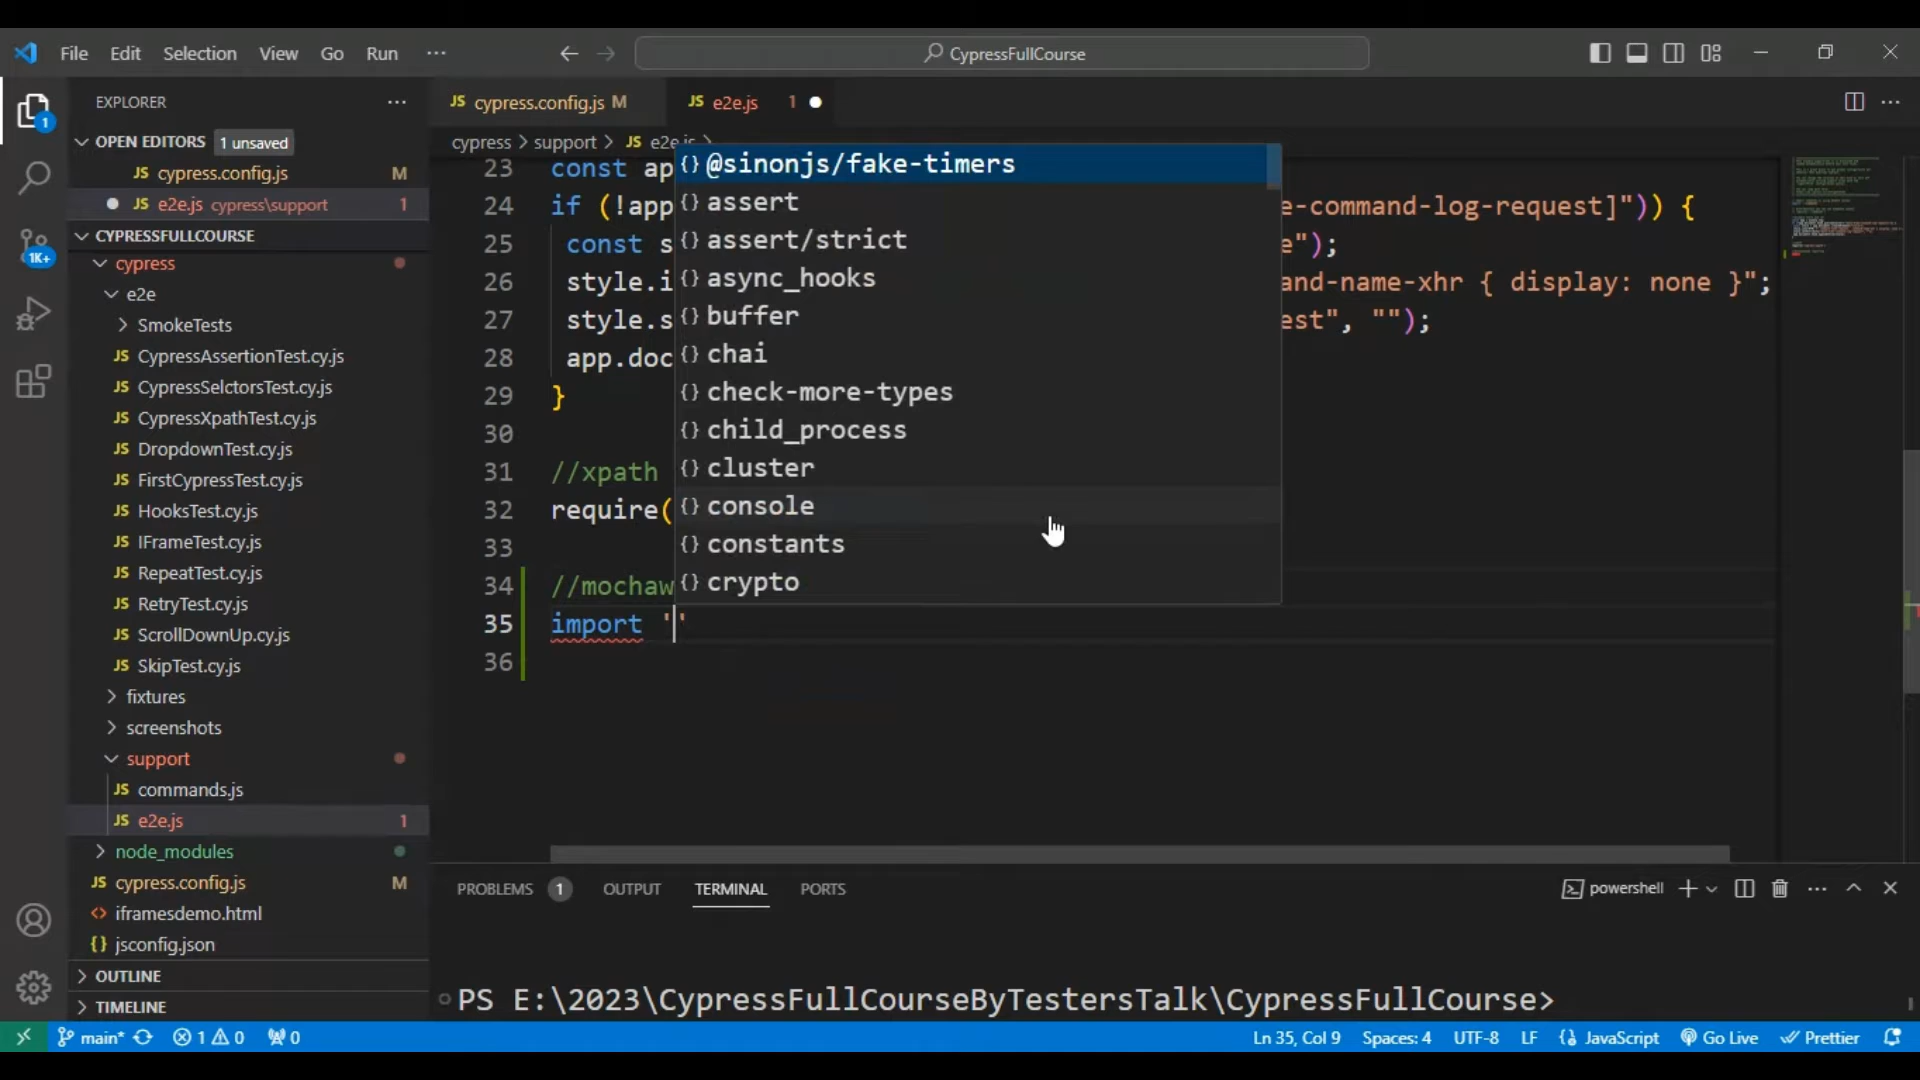 File Edit Selection View Go Run ···
CypressFullCourse
EXPLORER ···
OPEN EDITORS 1 unsaved
JS cypress.config.js M
JS e2e.js cypress\support 1
CYPRESSFULLCOURSE
cypress
e2e
SmokeTests
JS CypressAssertionTest.cy.js
JS CypressSelctorsTest.cy.js
JS CypressXpathTest.cy.js
JS DropdownTest.cy.js
JS FirstCypressTest.cy.js
JS HooksTest.cy.js
JS IFrameTest.cy.js
JS RepeatTest.cy.js
JS RetryTest.cy.js
JS ScrollDownUp.cy.js
JS SkipTest.cy.js
fixtures
screenshots
support
JS commands.js
JS e2e.js 1
node_modules
JS cypress.config.js M
<> iframesdemo.html
{} jsconfig.json
OUTLINE
TIMELINE
1
1K+
JS cypress.config.js M JS e2e.js 1
cypress > support > JS e2e.js >
23 const ap
24 if (!app e-command-log-request]")) {
25 const s e");
26 style.i and-name-xhr { display: none }";
27 style.s est", "");
28 app.doc
29 }
30
31 //xpath
32 require(
33
34 //mochaw
35 import ''
36
{} @sinonjs/fake-timers
{} assert
{} assert/strict
{} async_hooks
{} buffer
{} chai
{} check-more-types
{} child_process
{} cluster
{} console
{} constants
{} crypto
PROBLEMS 1 OUTPUT TERMINAL PORTS powershell
PS E:\2023\CypressFullCourseByTestersTalk\CypressFullCourse>
main* 1 0 0 Ln 35, Col 9 Spaces: 4 UTF-8 LF JavaScript Go Live Prettier